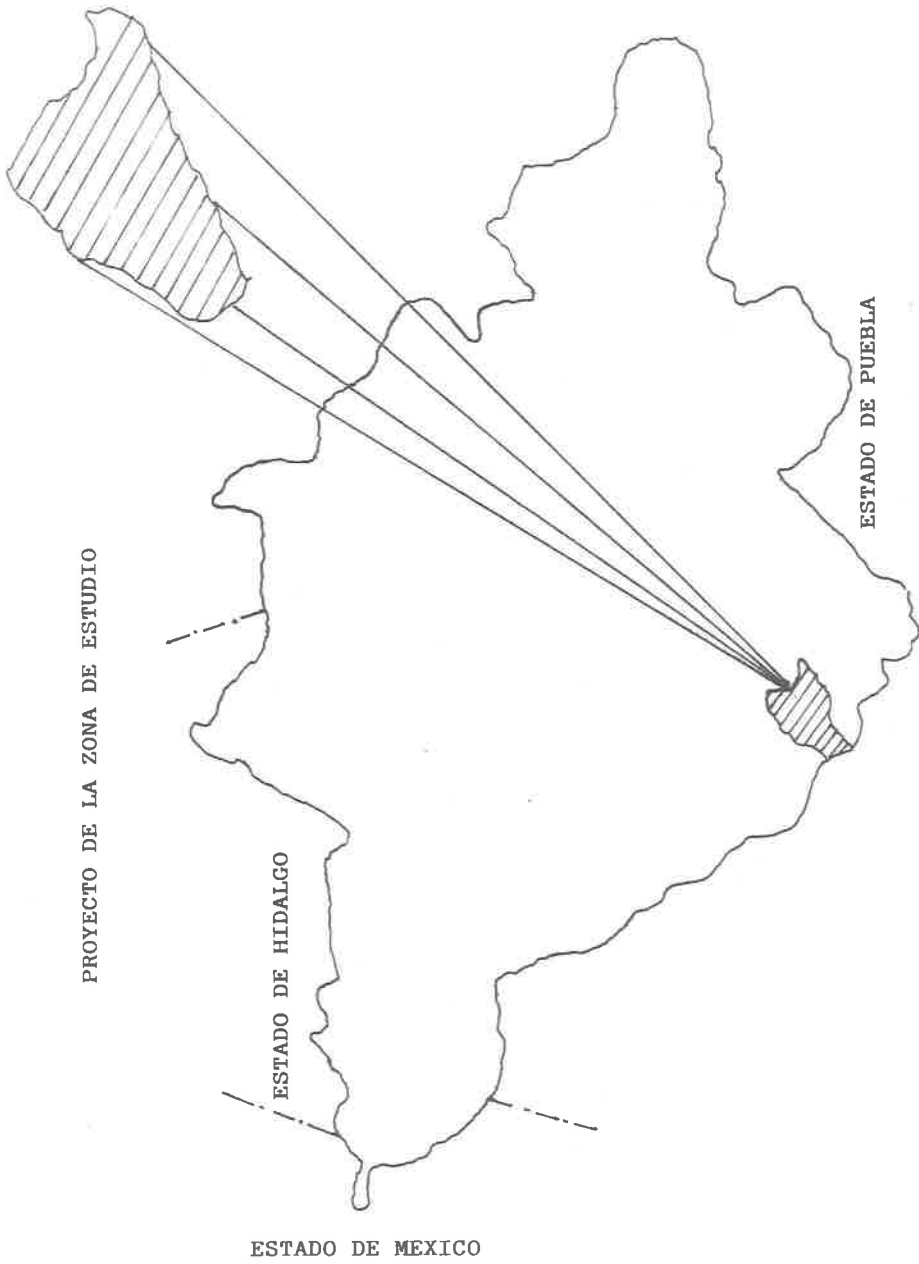 PROYECTO DE LA ZONA DE ESTUDIO
ESTADO DE HIDALGO
ESTADO DE PUEBLA
ESTADO DE MEXICO